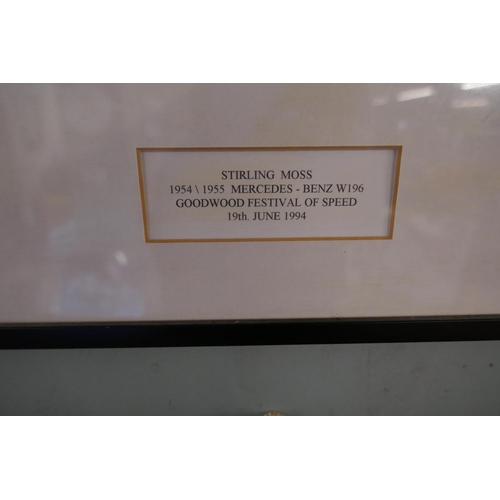 STIRLING MOSS
1954 \ 1955 MERCEDES - BENZ W196
GOODWOOD FESTIVAL OF SPEED
19th. JUNE 1994